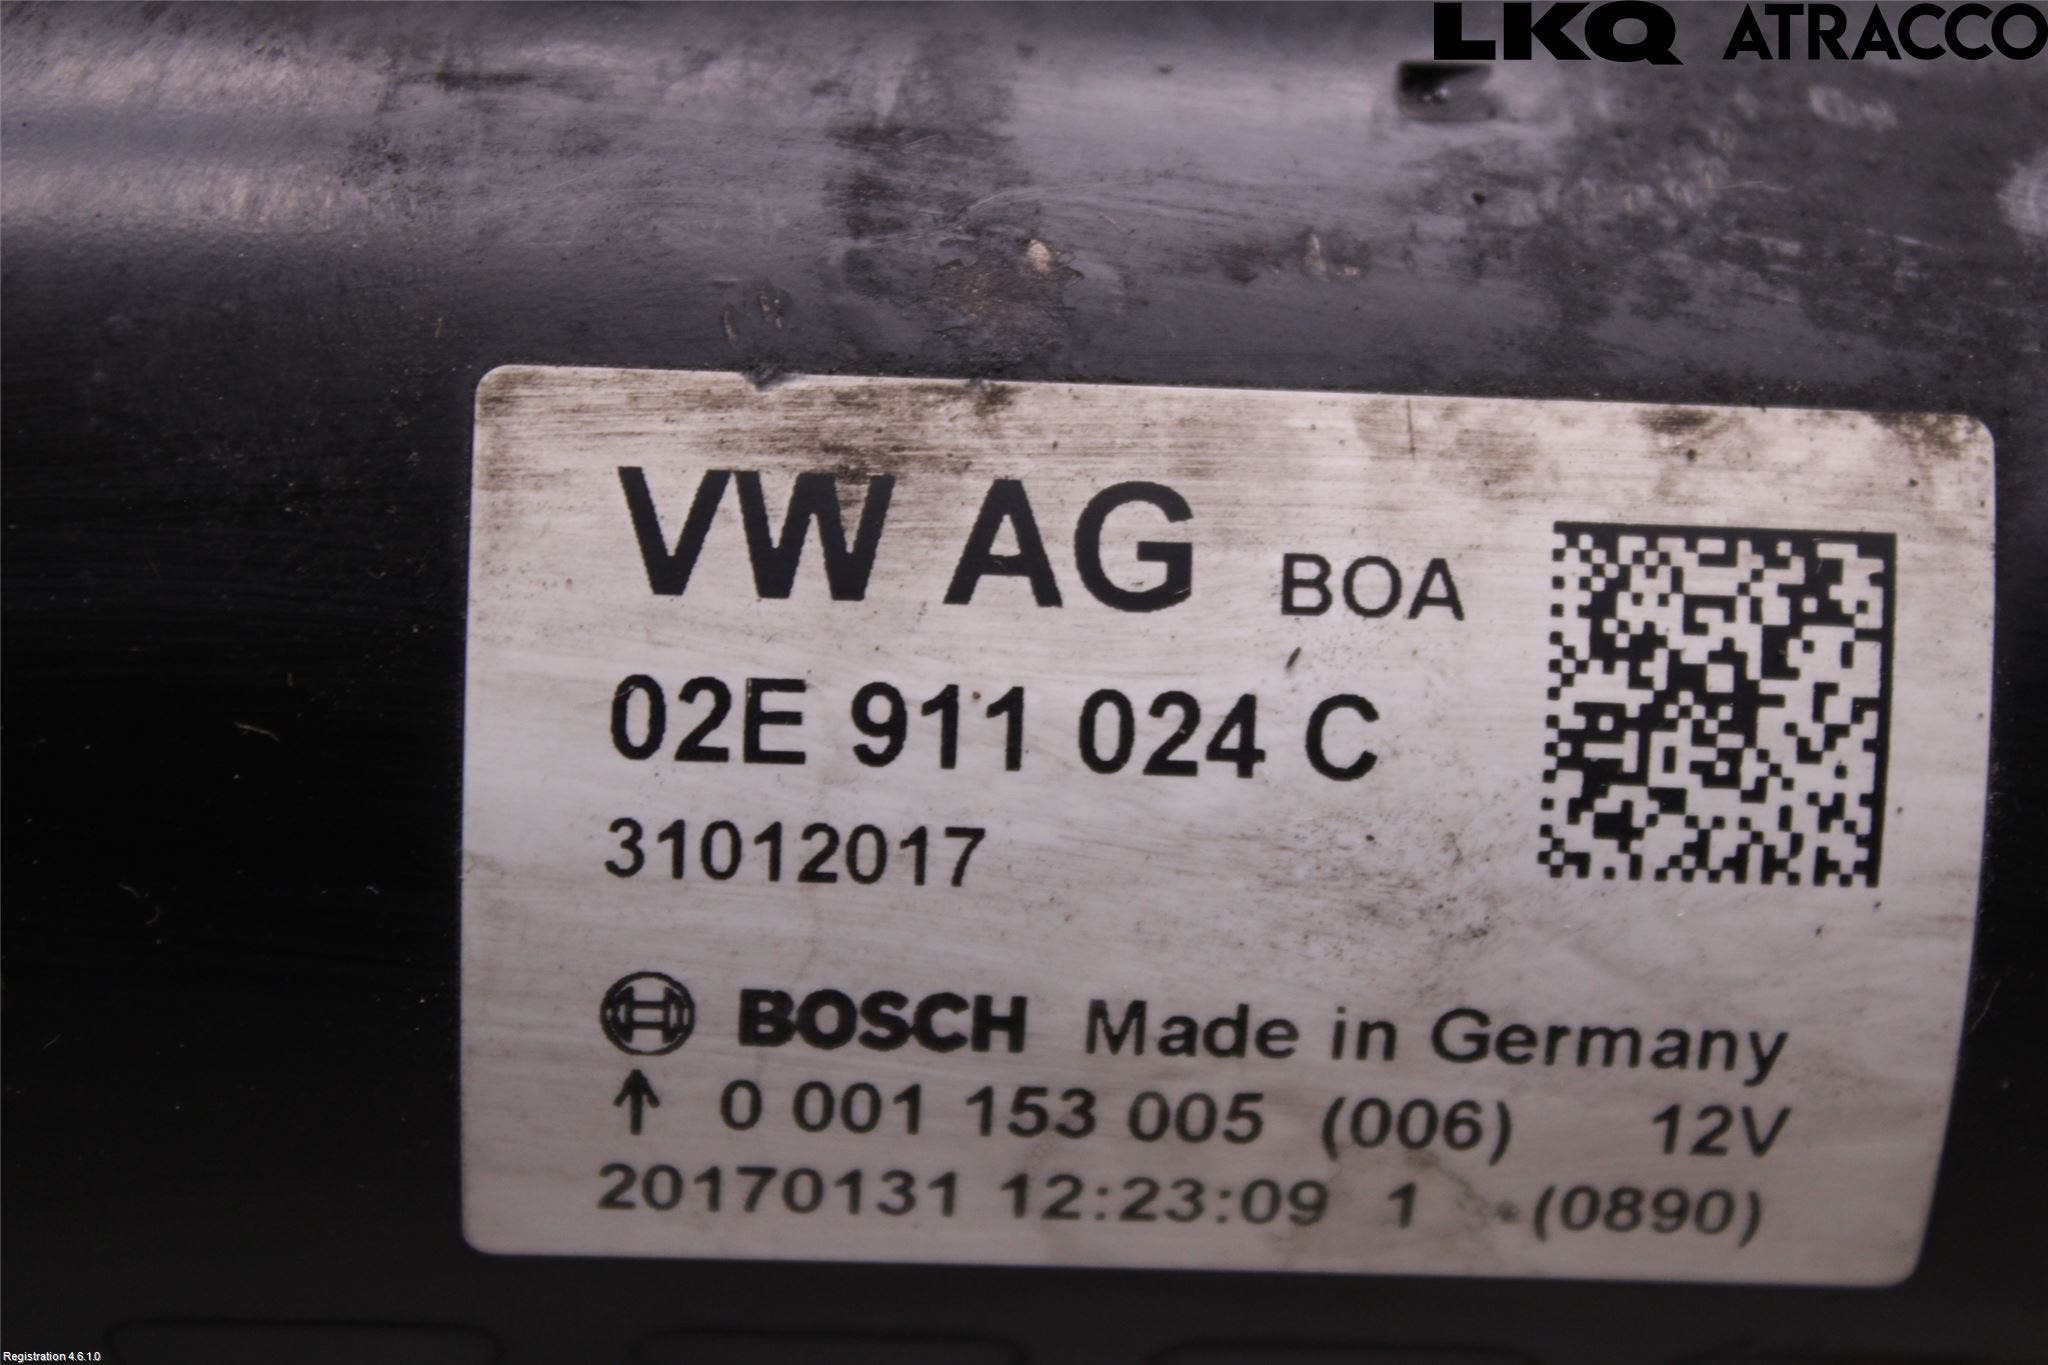 LKQ ATRACCO
VW AG BOA
02E 911 024 C
31012017
BOSCH Made in Germany
↑ 0 001 153 005 (006) 12V
20170131 12:23:09 1 (0890)
Registration 4.6.1.0